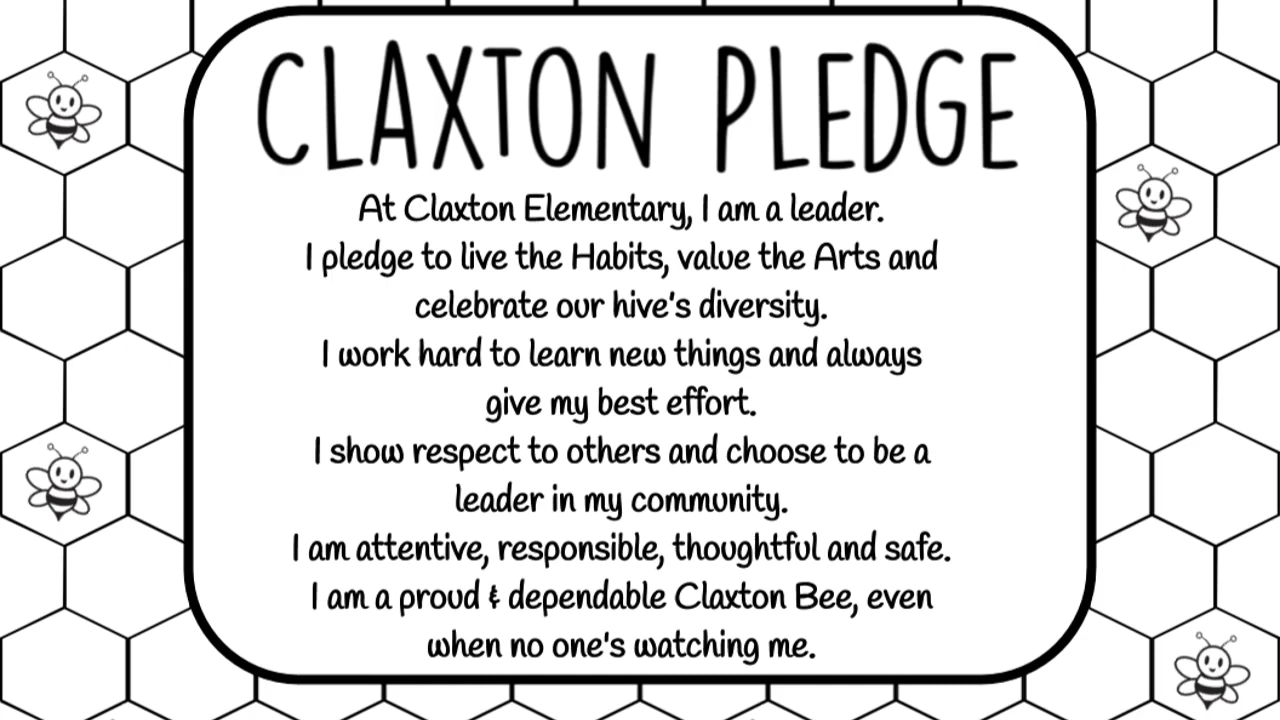 CLAXTON PLEDGE
At Claxton Elementary, I am a leader.
I pledge to live the Habits, value the Arts and
celebrate our hive's diversity.
I work hard to learn new things and always
give my best effort.
I show respect to others and choose to be a
leader in my community.
I am attentive, responsible, thoughtful and safe.
I am a proud & dependable Claxton Bee, even
when no one's watching me.